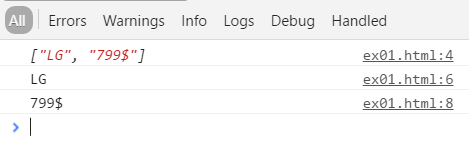 All Errors Warnings Info Logs Debug Handled
["LG", "799$"] ex01.html:4
LG ex01.html:6
799$ ex01.html:8
>